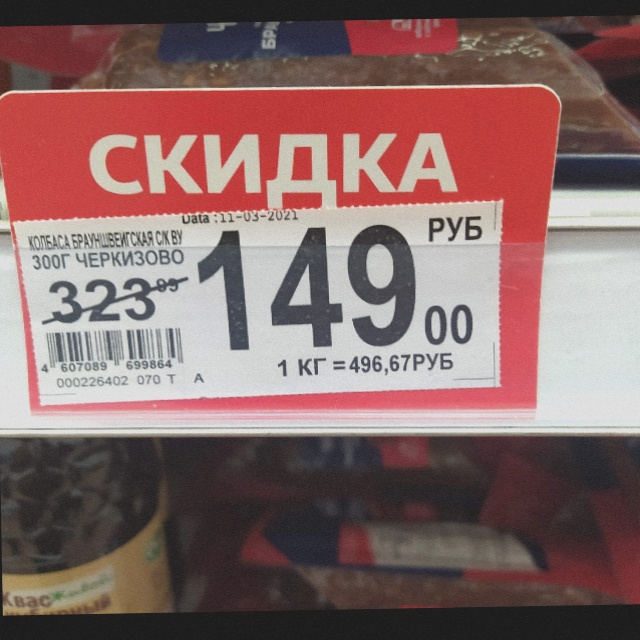 СКИДКА
Data :11-03-2021
КОЛБАСА БРАУНШВЕЙГСКАЯ С/К ВУ
300Г ЧЕРКИЗОВО
323 99
149 00
РУБ
1 КГ =496,67РУБ
4 607089 699864
000226402 070 Т А
Квас Живой